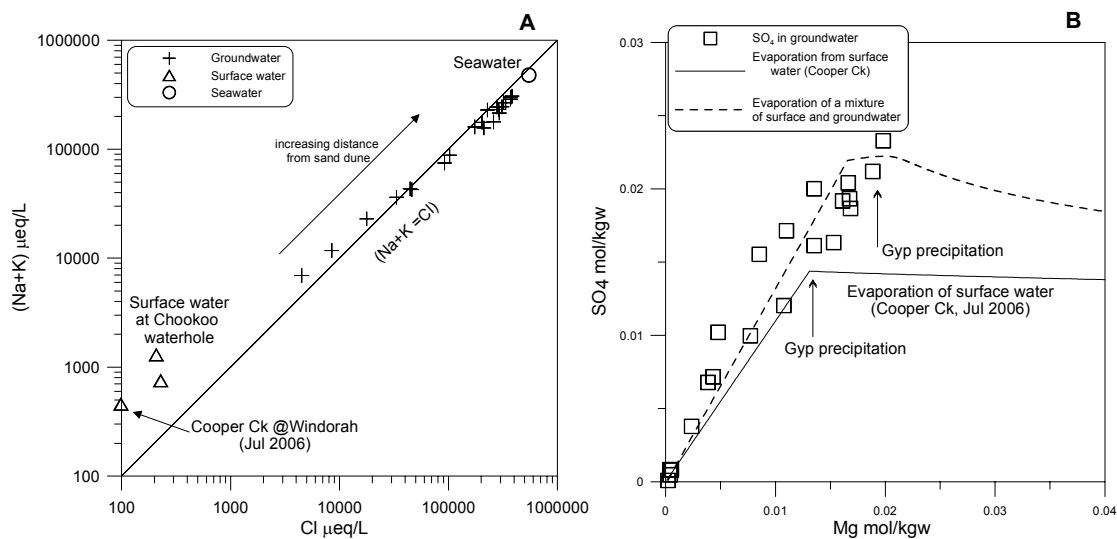 A
1000000
100000
10000
1000
100
(Na+K) μeq/L
Groundwater
Surface water
Seawater
Seawater
increasing distance
from sand dune
(Na+K =Cl)
Surface water
at Chookoo
waterhole
Cooper Ck @Windorah
(Jul 2006)
100
1000
10000
100000
1000000
Cl μeq/L
B
0.03
0.02
0.01
0
SO4 mol/kgw
SO4 in groundwater
Evaporation from surface
water (Cooper Ck)
Evaporation of a mixture
of surface and groundwater
Gyp precipitation
Evaporation of surface water
(Cooper Ck, Jul 2006)
Gyp precipitation
0
0.01
0.02
0.03
0.04
Mg mol/kgw